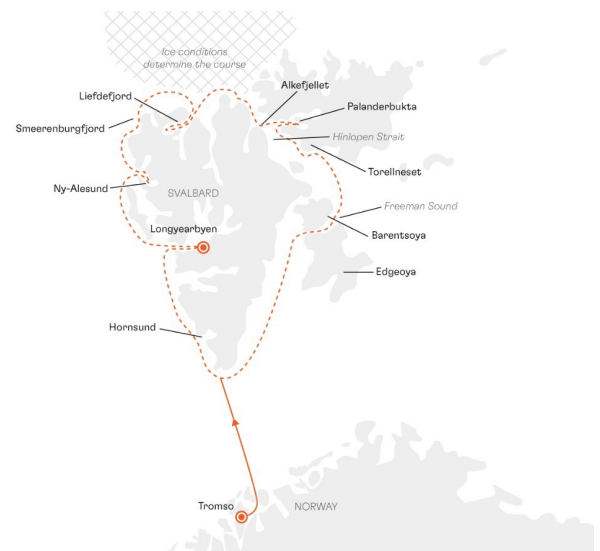 Ice conditions
determine the course
Alkefjellet
Liefdefjord
Palanderbukta
Smeerenburgfjord
Hinlopen Strait
Torellneset
Ny-Alesund
SVALBARD
Freeman Sound
Longyearbyen
Barentsoya
Edgeoya
Hornsund
Tromso
NORWAY